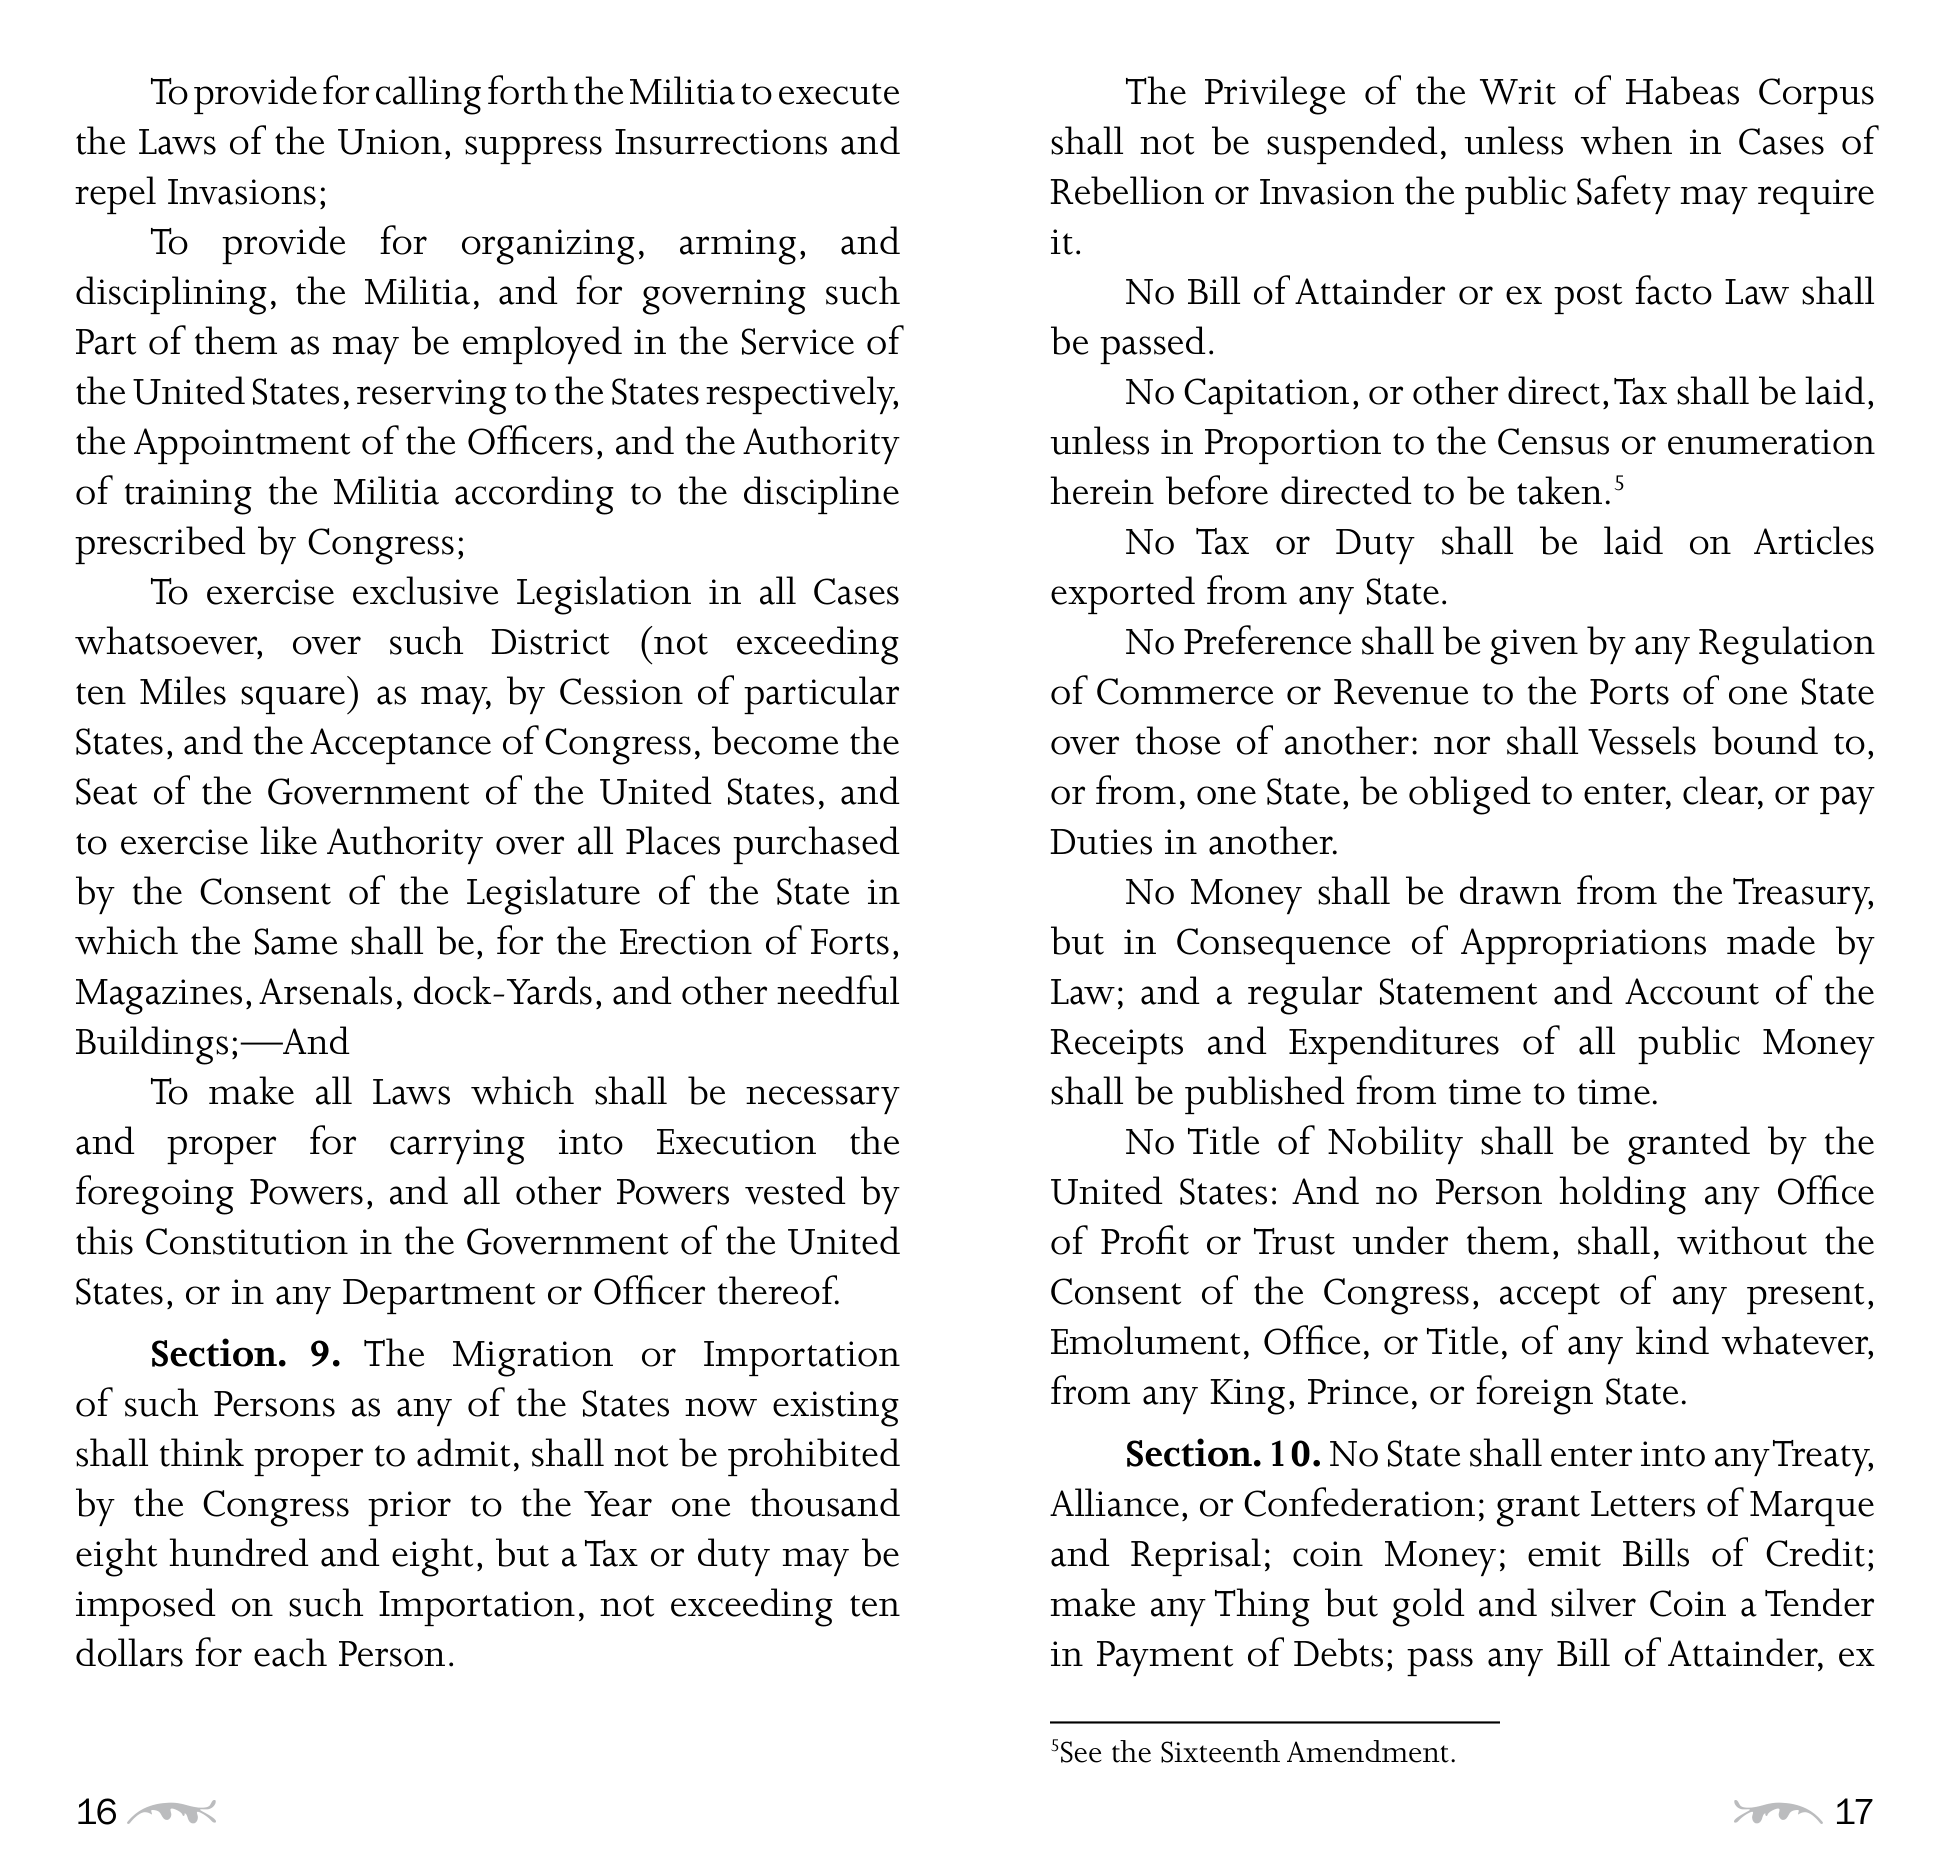 To provide for calling forth the Militia to execute
the Laws of the Union, suppress Insurrections and
repel Invasions;
To provide for organizing, arming, and
disciplining, the Militia, and for governing such
Part of them as may be employed in the Service of
the United States, reserving to the States respectively,
the Appointment of the Officers, and the Authority
of training the Militia according to the discipline
prescribed by Congress;
To exercise exclusive Legislation in all Cases
whatsoever, over such District (not exceeding
ten Miles square) as may, by Cession of particular
States, and the Acceptance of Congress, become the
Seat of the Government of the United States, and
to exercise like Authority over all Places purchased
by the Consent of the Legislature of the State in
which the Same shall be, for the Erection of Forts,
Magazines, Arsenals, dock-Yards, and other needful
Buildings;—And
To make all Laws which shall be necessary
and proper for carrying into Execution the
foregoing Powers, and all other Powers vested by
this Constitution in the Government of the United
States, or in any Department or Officer thereof.
Section. 9. The Migration or Importation
of such Persons as any of the States now existing
shall think proper to admit, shall not be prohibited
by the Congress prior to the Year one thousand
eight hundred and eight, but a Tax or duty may be
imposed on such Importation, not exceeding ten
dollars for each Person.
16
The Privilege of the Writ of Habeas Corpus
shall not be suspended, unless when in Cases of
Rebellion or Invasion the public Safety may require
it.
No Bill of Attainder or ex post facto Law shall
be passed.
No Capitation, or other direct, Tax shall be laid,
unless in Proportion to the Census or enumeration
herein before directed to be taken.⁵
No Tax or Duty shall be laid on Articles
exported from any State.
No Preference shall be given by any Regulation
of Commerce or Revenue to the Ports of one State
over those of another: nor shall Vessels bound to,
or from, one State, be obliged to enter, clear, or pay
Duties in another.
No Money shall be drawn from the Treasury,
but in Consequence of Appropriations made by
Law; and a regular Statement and Account of the
Receipts and Expenditures of all public Money
shall be published from time to time.
No Title of Nobility shall be granted by the
United States: And no Person holding any Office
of Profit or Trust under them, shall, without the
Consent of the Congress, accept of any present,
Emolument, Office, or Title, of any kind whatever,
from any King, Prince, or foreign State.
Section. 10. No State shall enter into any Treaty,
Alliance, or Confederation; grant Letters of Marque
and Reprisal; coin Money; emit Bills of Credit;
make any Thing but gold and silver Coin a Tender
in Payment of Debts; pass any Bill of Attainder, ex
⁵See the Sixteenth Amendment.
17